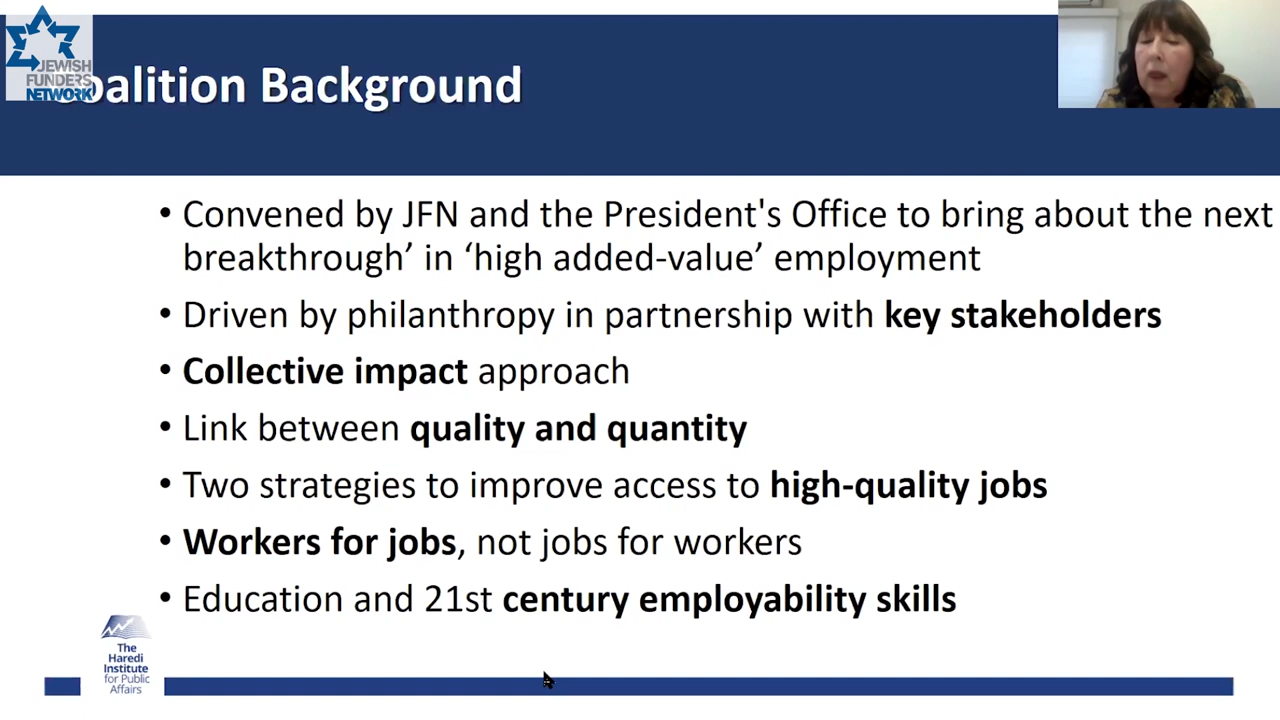 JEWISH
FUNDERS
NETWORK
oalition Background
• Convened by JFN and the President's Office to bring about the next
breakthrough’ in ‘high added-value’ employment
• Driven by philanthropy in partnership with key stakeholders
• Collective impact approach
• Link between quality and quantity
• Two strategies to improve access to high-quality jobs
• Workers for jobs, not jobs for workers
• Education and 21st century employability skills
The
Haredi
Institute
for Public
Affairs